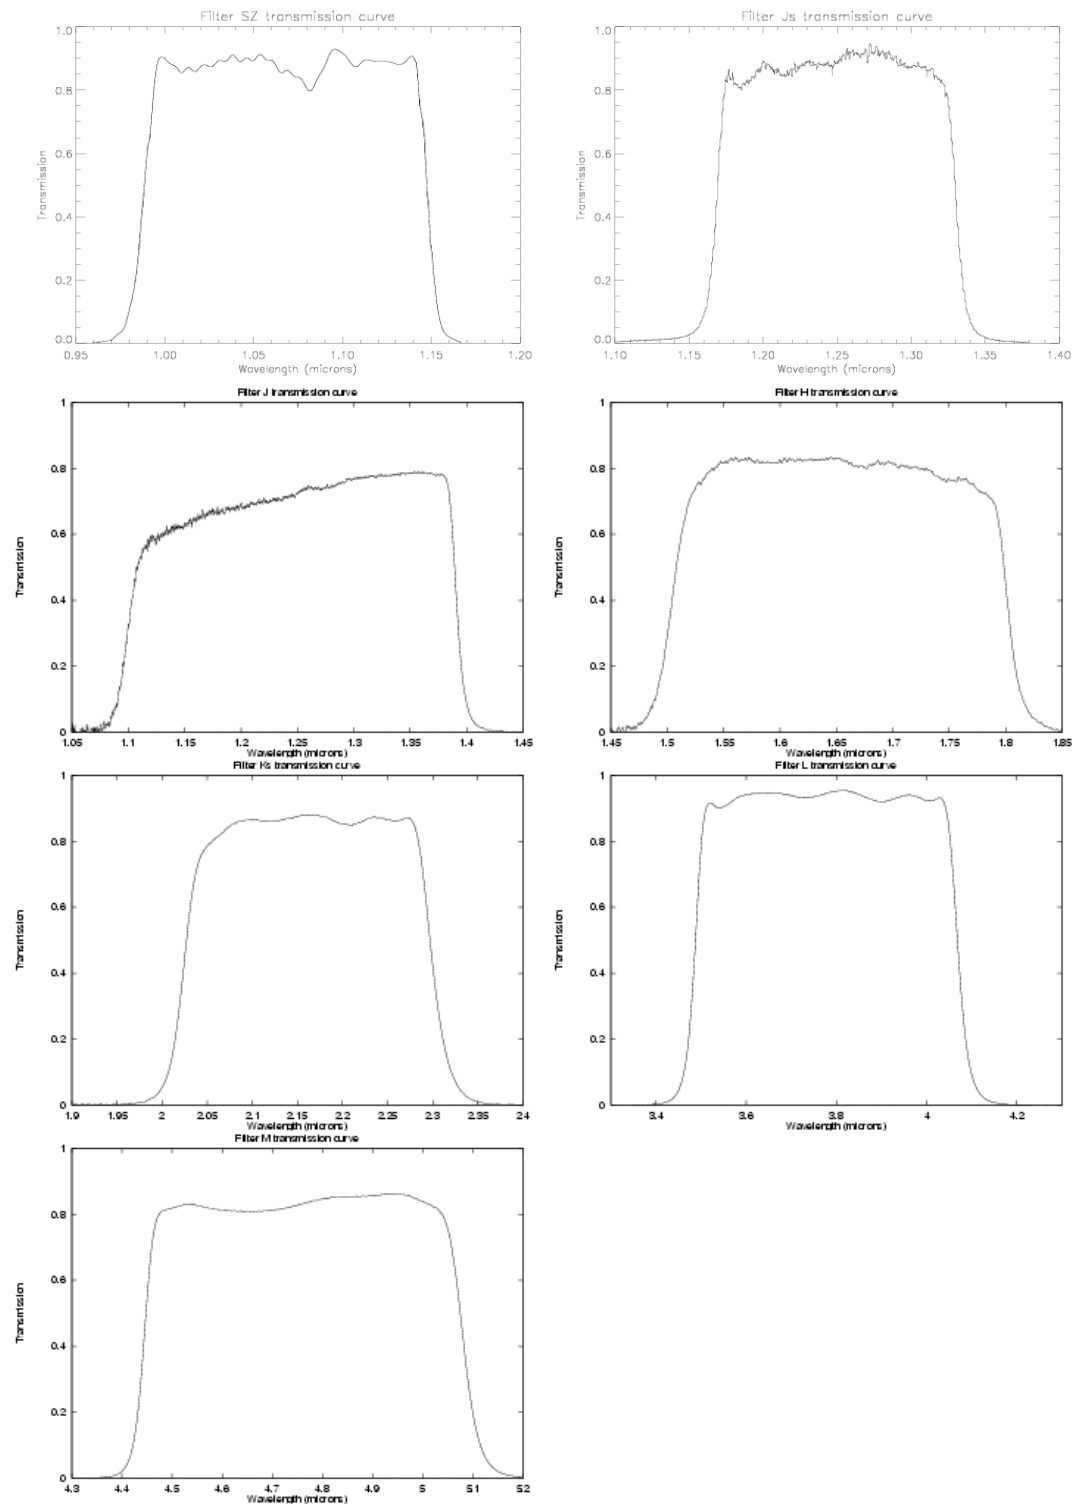 Filter SZ transmission curve
1.0
0.8
0.6
0.4
0.2
0.0
Transmission
0.95 1.00 1.05 1.10 1.15 1.20
Wavelength (microns)
Filter Js transmission curve
1.0
0.8
0.6
0.4
0.2
0.0
Transmission
1.10 1.15 1.20 1.25 1.30 1.35 1.40
Wavelength (microns)
Filter J transmission curve
1
0.8
0.6
0.4
0.2
0
Transmission
1.05 1.1 1.15 1.2 1.25 1.3 1.35 1.4 1.45
Wavelength (microns)
Filter H transmission curve
1
0.8
0.6
0.4
0.2
0
Transmission
1.45 1.5 1.55 1.6 1.65 1.7 1.75 1.8 1.85
Wavelength (microns)
Filter Ks transmission curve
1
0.8
0.6
0.4
0.2
0
Transmission
1.9 1.95 2 2.05 2.1 2.15 2.2 2.25 2.3 2.35 2.4
Wavelength (microns)
Filter L transmission curve
1
0.8
0.6
0.4
0.2
0
Transmission
3.4 3.6 3.8 4 4.2
Wavelength (microns)
Filter M transmission curve
1
0.8
0.6
0.4
0.2
0
Transmission
4.3 4.4 4.5 4.6 4.7 4.8 4.9 5 5.1 5.2
Wavelength (microns)